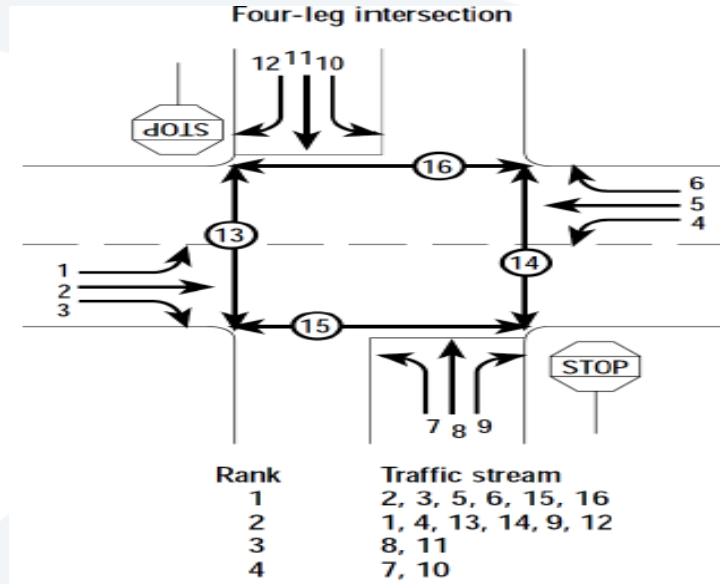 Four-leg intersection
12 11 10
STOP
16
6
5
4
13
14
1
2
3
15
STOP
7 8 9
Rank Traffic stream
1 2, 3, 5, 6, 15, 16
2 1, 4, 13, 14, 9, 12
3 8, 11
4 7, 10